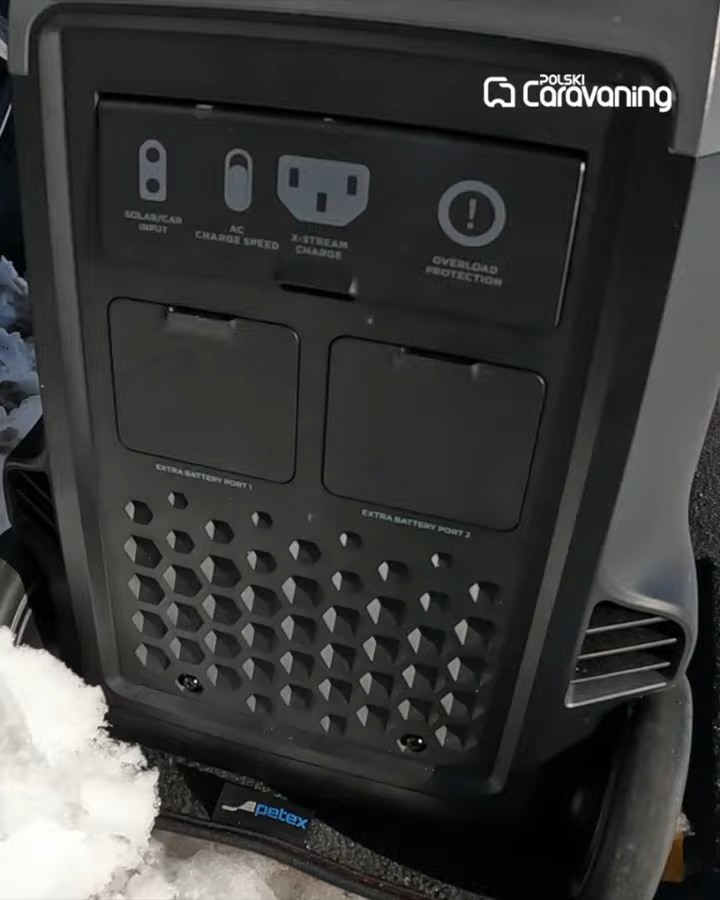 POLSKI
Caravaning
SOLAR/CAR
INPUT
AC
CHARGE SPEED
X-STREAM
CHARGE
OVERLOAD
PROTECTION
EXTRA BATTERY PORT 1
EXTRA BATTERY PORT 2
petex